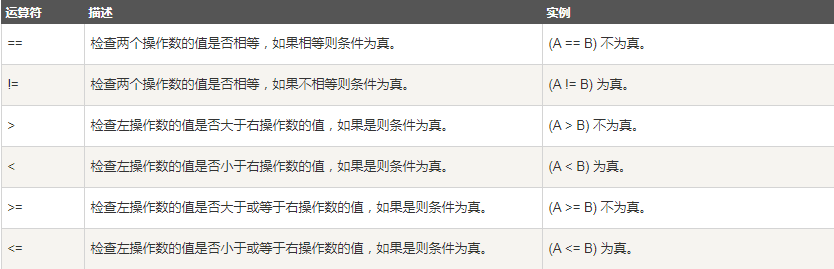 运算符 描述 实例
== 检查两个操作数的值是否相等，如果相等则条件为真。 (A == B) 不为真。
!= 检查两个操作数的值是否相等，如果不相等则条件为真。 (A != B) 为真。
> 检查左操作数的值是否大于右操作数的值，如果是则条件为真。 (A > B) 不为真。
< 检查左操作数的值是否小于右操作数的值，如果是则条件为真。 (A < B) 为真。
>= 检查左操作数的值是否大于或等于右操作数的值，如果是则条件为真。 (A >= B) 不为真。
<= 检查左操作数的值是否小于或等于右操作数的值，如果是则条件为真。 (A <= B) 为真。